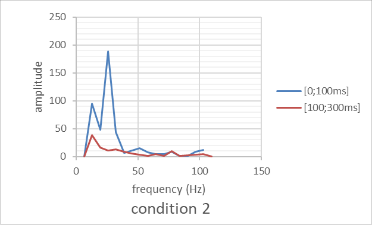 250
200
150
100
50
0
amplitude
0 50 100 150
frequency (Hz)
condition 2
[0;100ms]
[100;300ms]